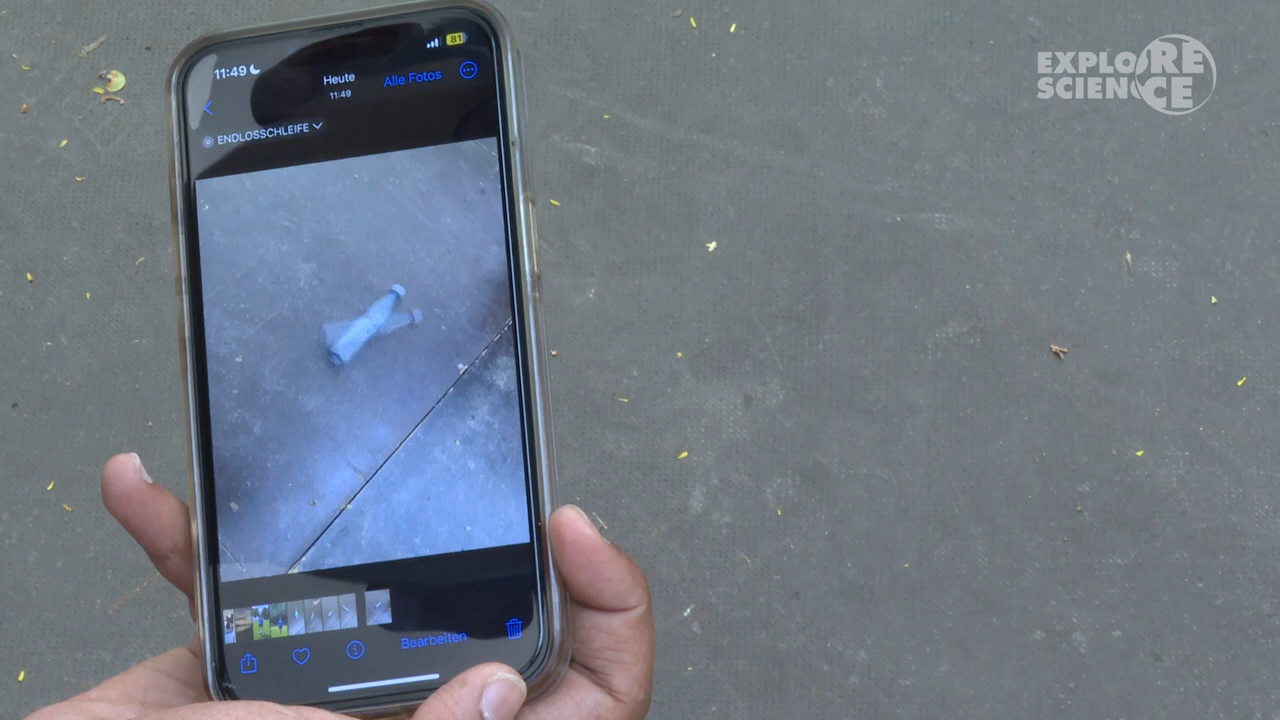 11:49
81
Heute
11:49
Alle Fotos
ENDLOSSCHLEIFE
Bearbeiten
EXPLORE
SCIENCE